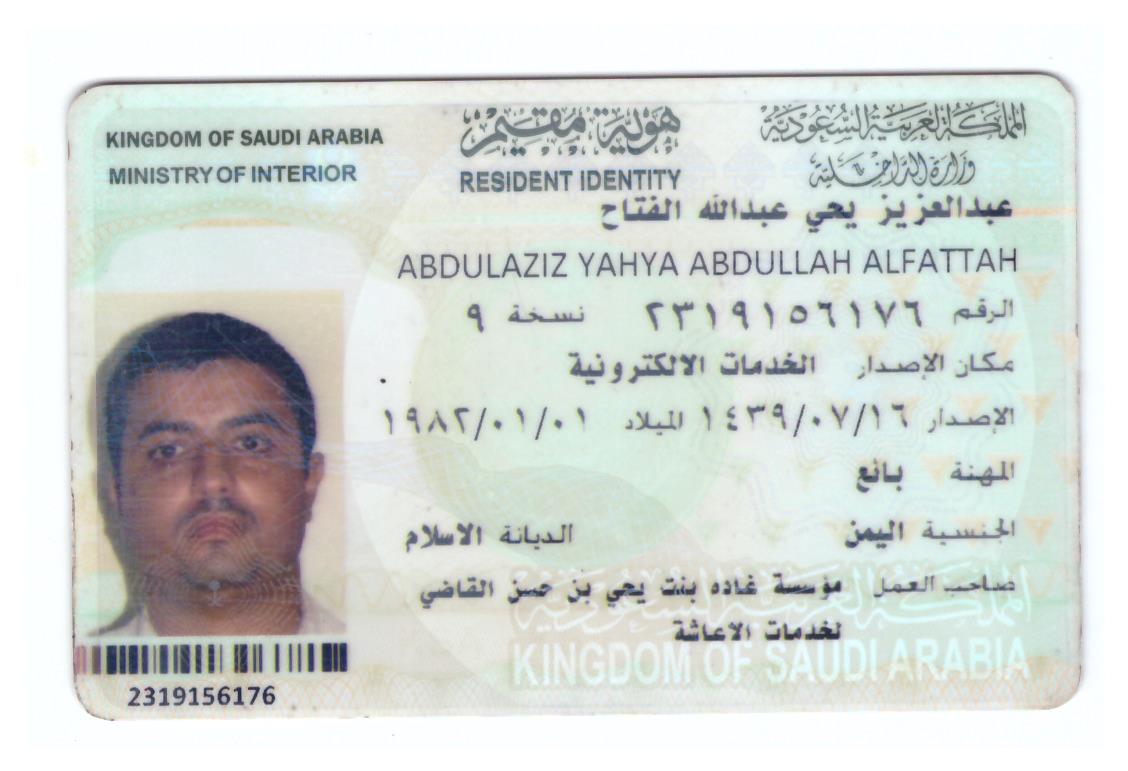 KINGDOM OF SAUDI ARABIA
MINISTRY OF INTERIOR
هوية مقيم
RESIDENT IDENTITY
المملكة العربية السعودية
وزارة الداخلية
عبدالعزيز يحي عبدالله الفتاح
ABDULAZIZ YAHYA ABDULLAH ALFATTAH
الرقم ٢٣١٩١٥٦١٧٦ نسخة ٩
مكان الإصدار الخدمات الالكترونية
الإصدار ١٤٣٩/٠٧/١٦ الميلاد ١٩٨٢/٠١/٠١
المهنة بائع
الجنسية اليمن الديانة الاسلام
صاحب العمل مؤسسة غاده بنت يحي بن حسن القاضي
لخدمات الاعاشة
المملكة العربية السعودية
KINGDOM OF SAUDI ARABIA
2319156176